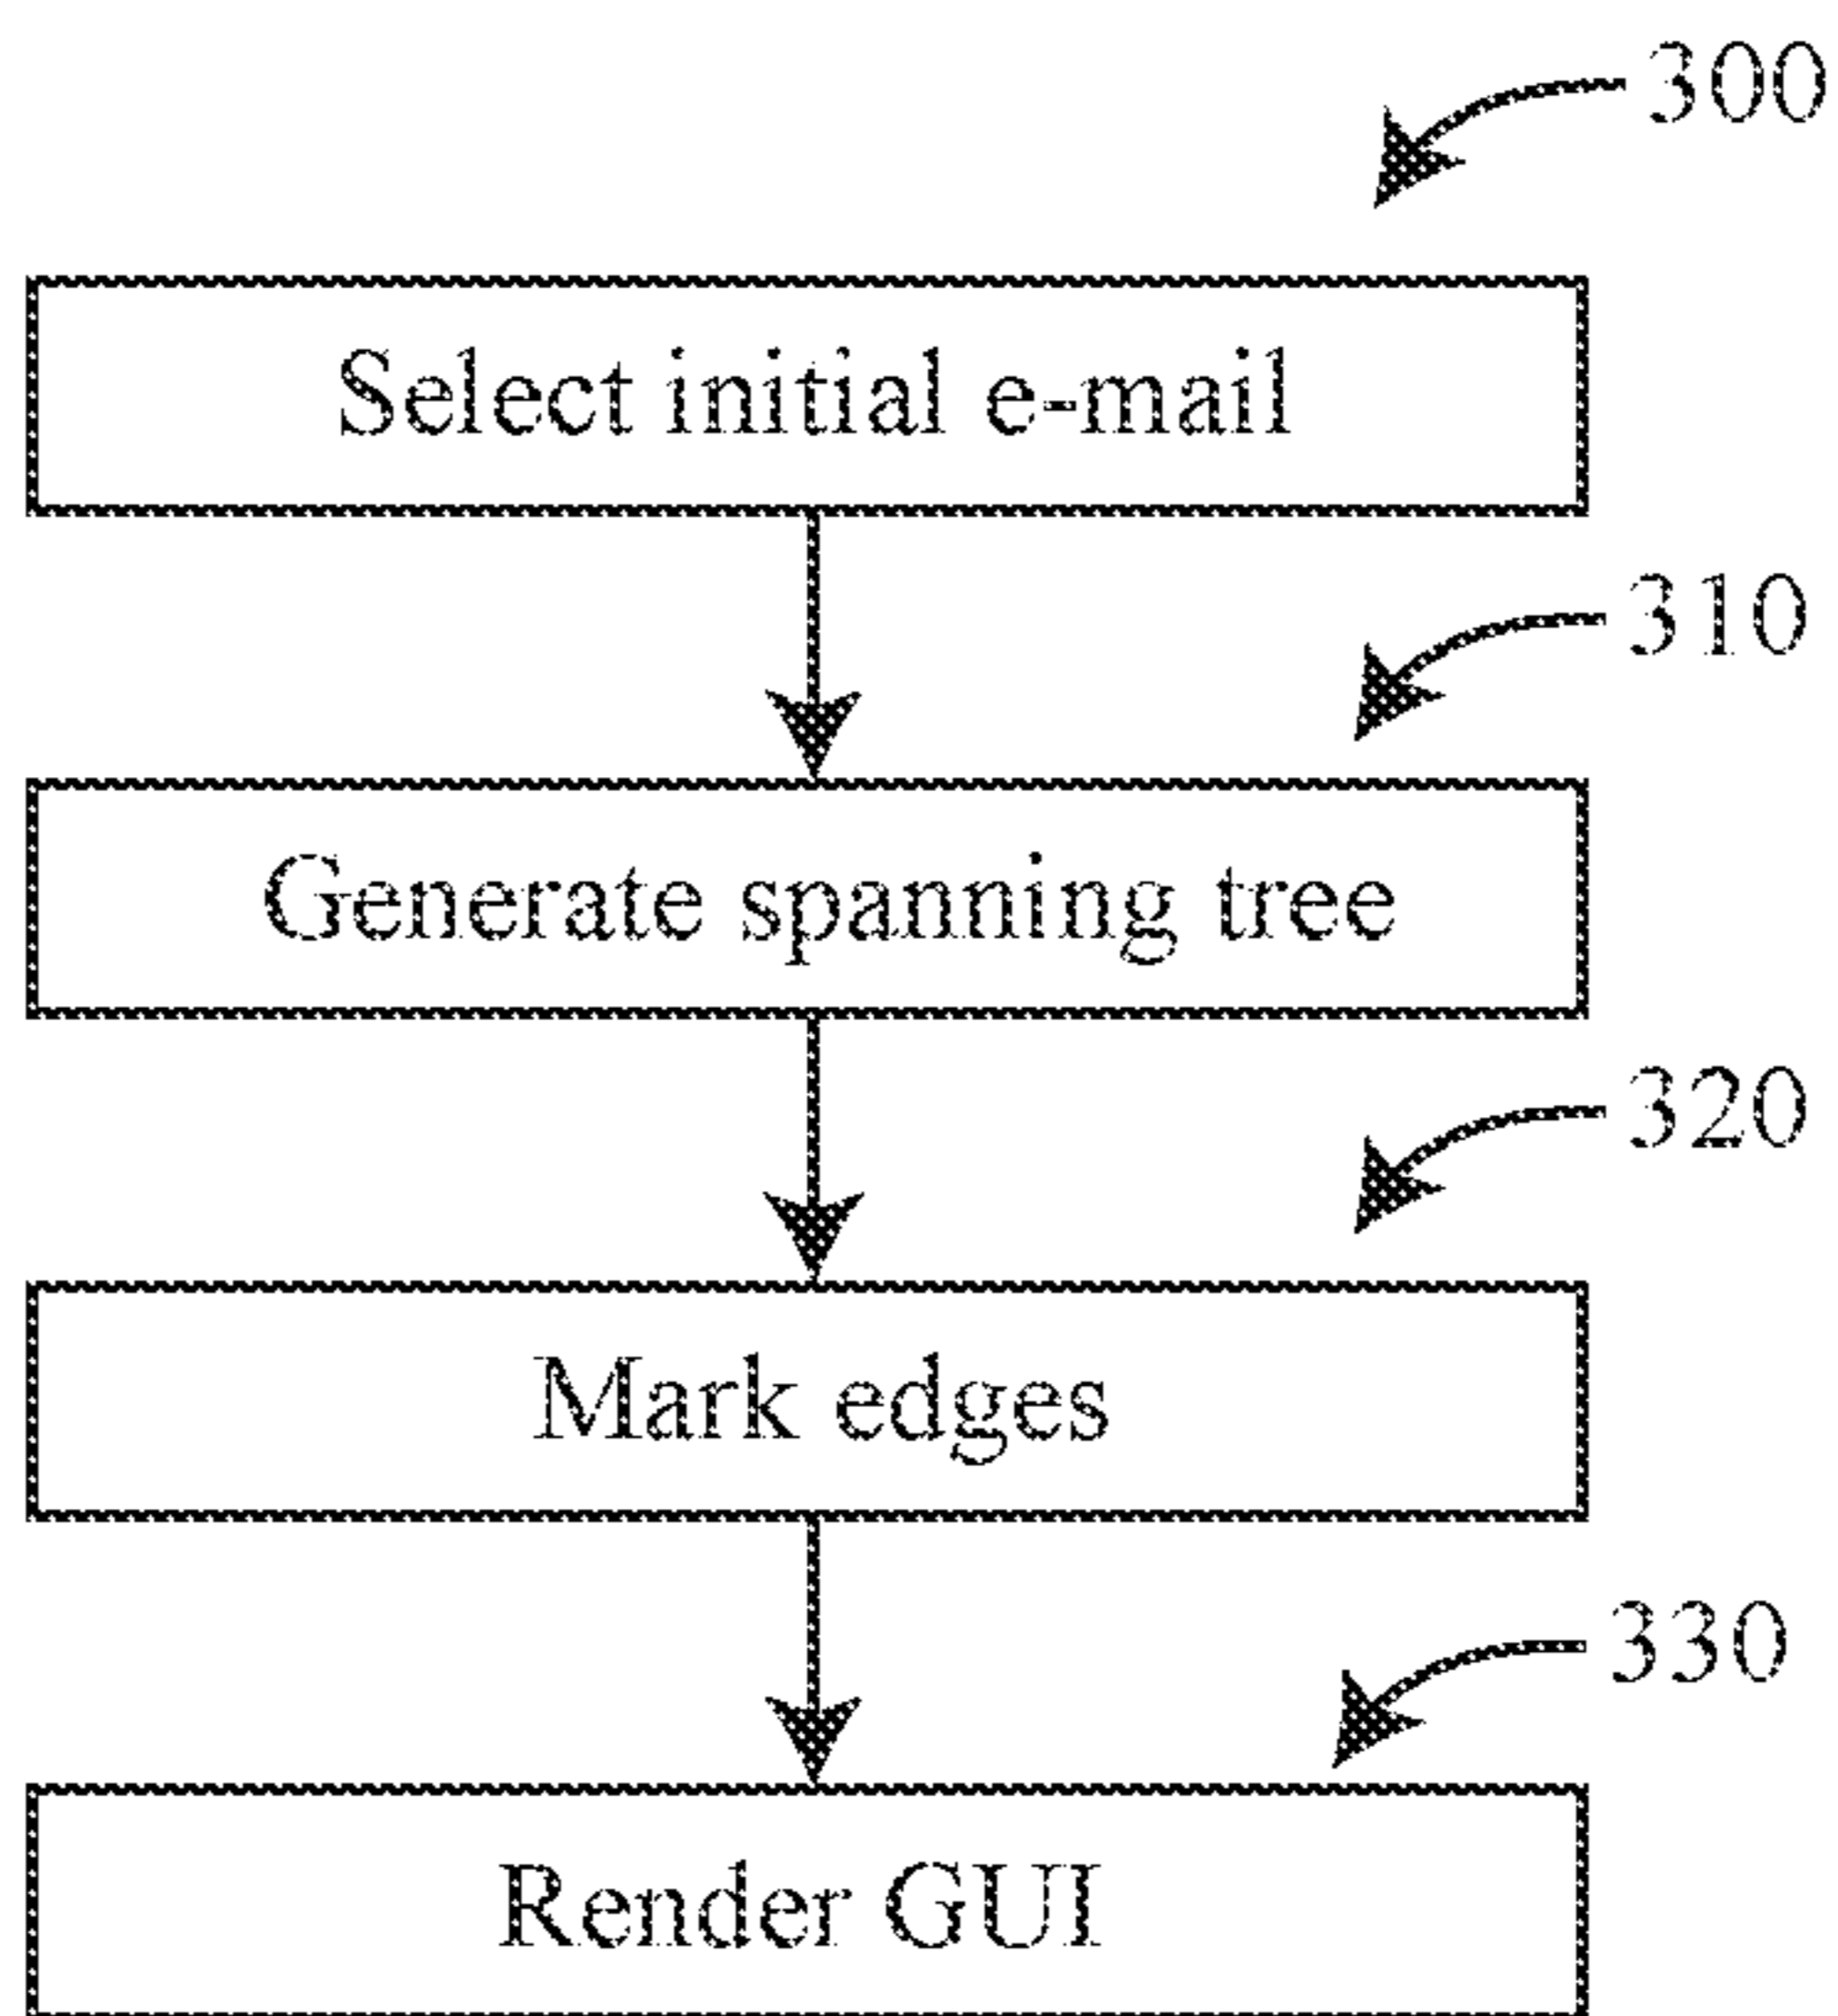 300
Select initial e-mail
310
Generate spanning tree
320
Mark edges
330
Render GUI